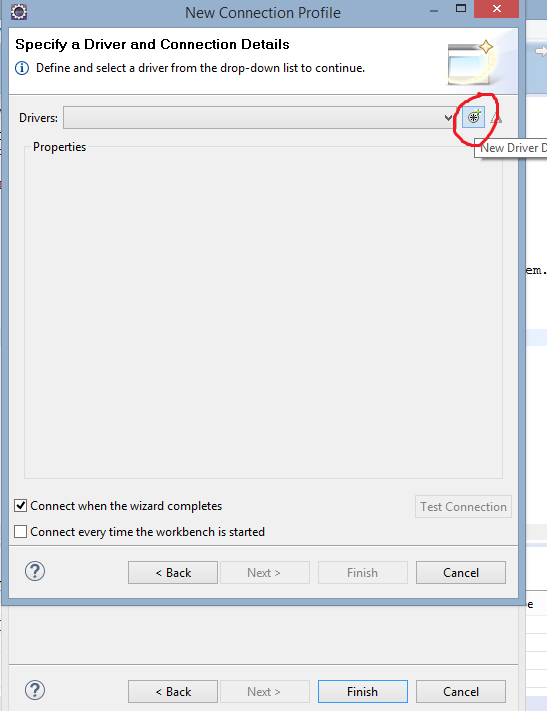 New Connection Profile
Specify a Driver and Connection Details
Define and select a driver from the drop-down list to continue.
Drivers:
New Driver D
Properties
em.
Connect when the wizard completes
Test Connection
Connect every time the workbench is started
? < Back Next > Finish Cancel
e
? < Back Next > Finish Cancel